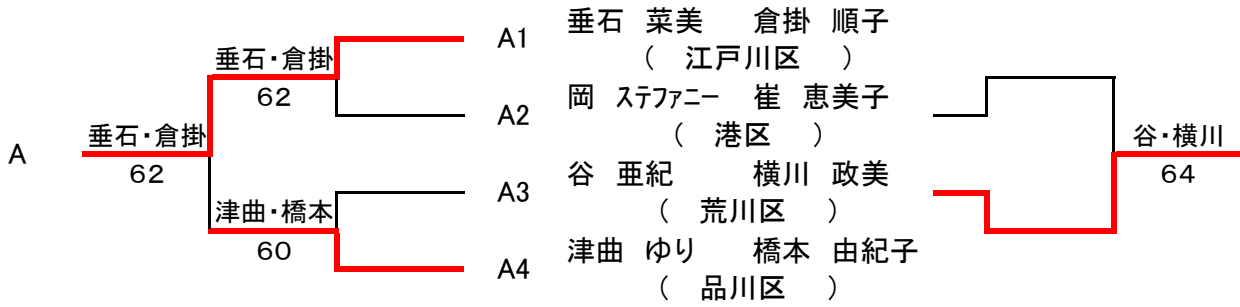 A
垂石・倉掛
62
垂石・倉掛
62
津曲・橋本
60
A1 垂石 菜美 倉掛 順子
( 江戸川区 )
A2 岡 ステファニー 崔 恵美子
( 港区 )
A3 谷 亜紀 横川 政美
( 荒川区 )
A4 津曲 ゆり 橋本 由紀子
( 品川区 )
谷・横川
64